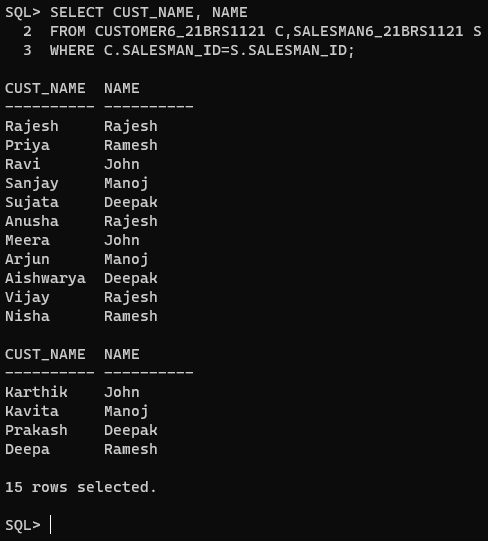 SQL> SELECT CUST_NAME, NAME
  2  FROM CUSTOMER6_21BRS1121 C,SALESMAN6_21BRS1121 S
  3  WHERE C.SALESMAN_ID=S.SALESMAN_ID;

CUST_NAME  NAME
---------- ----------
Rajesh     Rajesh
Priya      Ramesh
Ravi       John
Sanjay     Manoj
Sujata     Deepak
Anusha     Rajesh
Meera      John
Arjun      Manoj
Aishwarya  Deepak
Vijay      Rajesh
Nisha      Ramesh

CUST_NAME  NAME
---------- ----------
Karthik    John
Kavita     Manoj
Prakash    Deepak
Deepa      Ramesh

15 rows selected.

SQL>